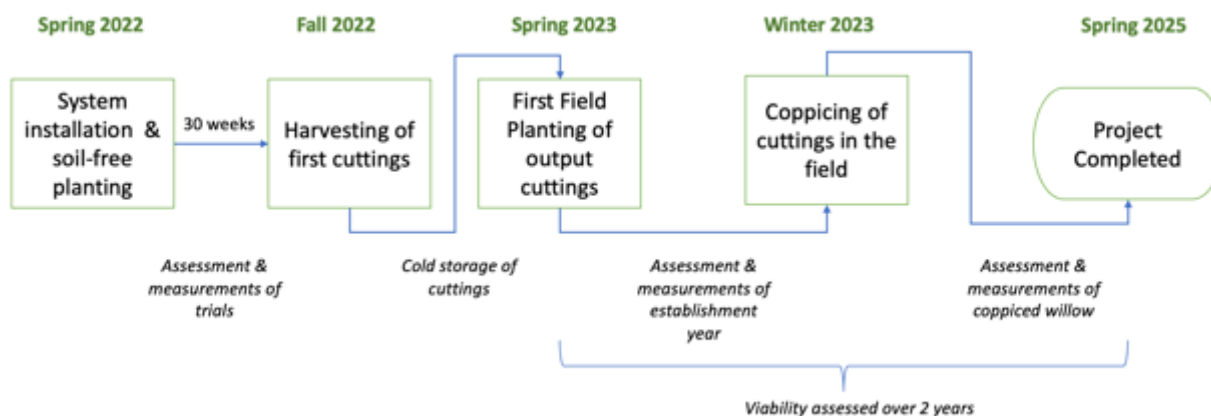 Spring 2022
Fall 2022
Spring 2023
Winter 2023
Spring 2025
System
installation &
soil-free
planting
30 weeks
Harvesting of
first cuttings
First Field
Planting of
output
cuttings
Coppicing of
cuttings in the
field
Project
Completed
Assessment &
measurements of
trials
Cold storage of
cuttings
Assessment &
measurements of
establishment
year
Assessment &
measurements of
coppiced willow
Viability assessed over 2 years